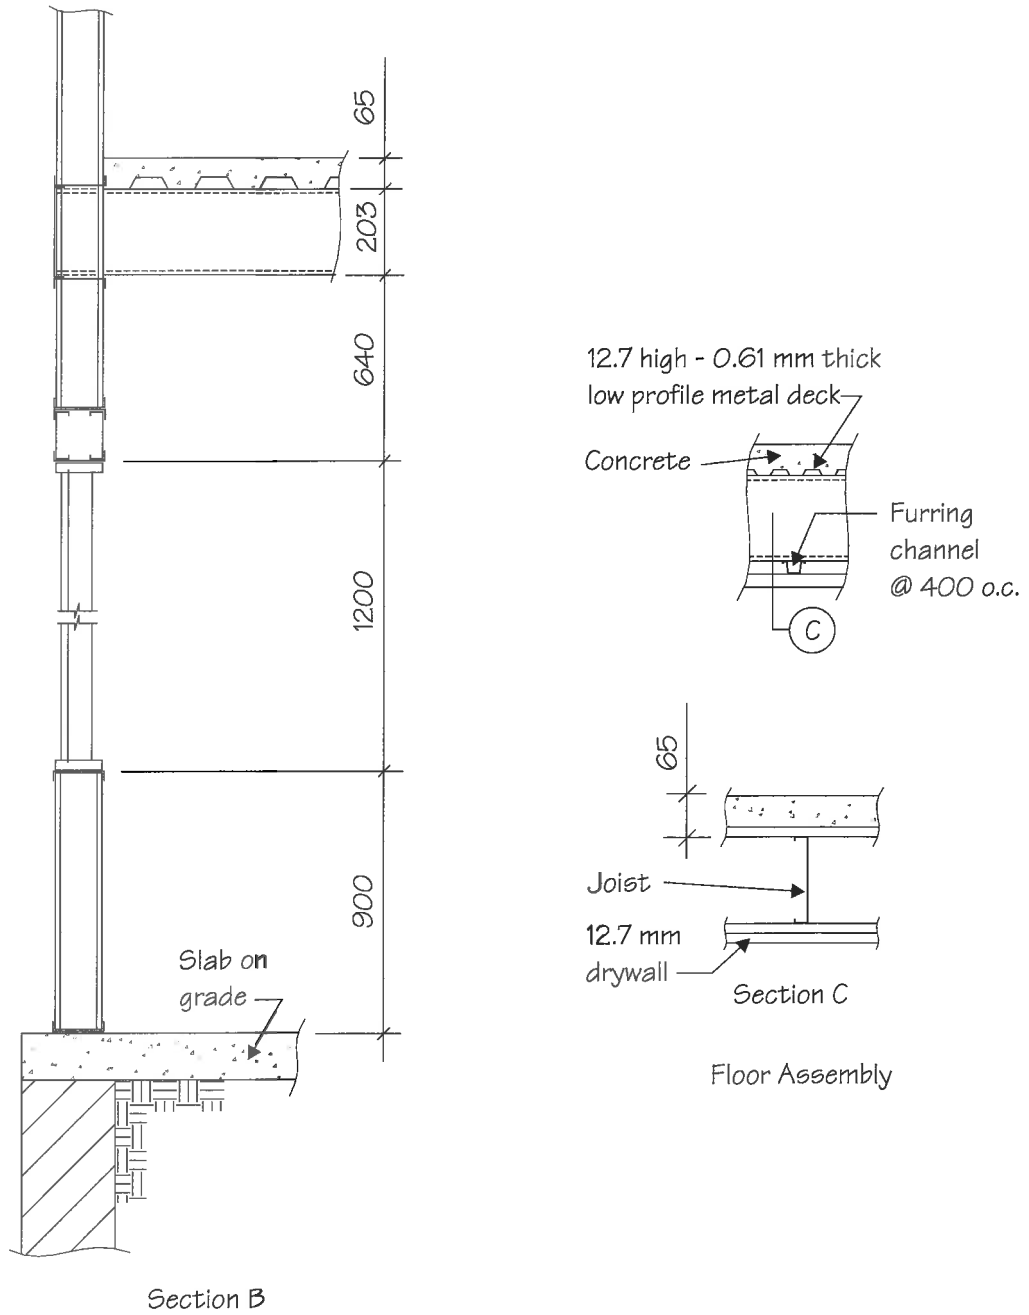 65
203
640
1200
900
Slab on
grade
Section B
12.7 high - 0.61 mm thick
low profile metal deck
Concrete
Furring
channel
@ 400 o.c.
C
65
Joist
12.7 mm
drywall
Section C
Floor Assembly